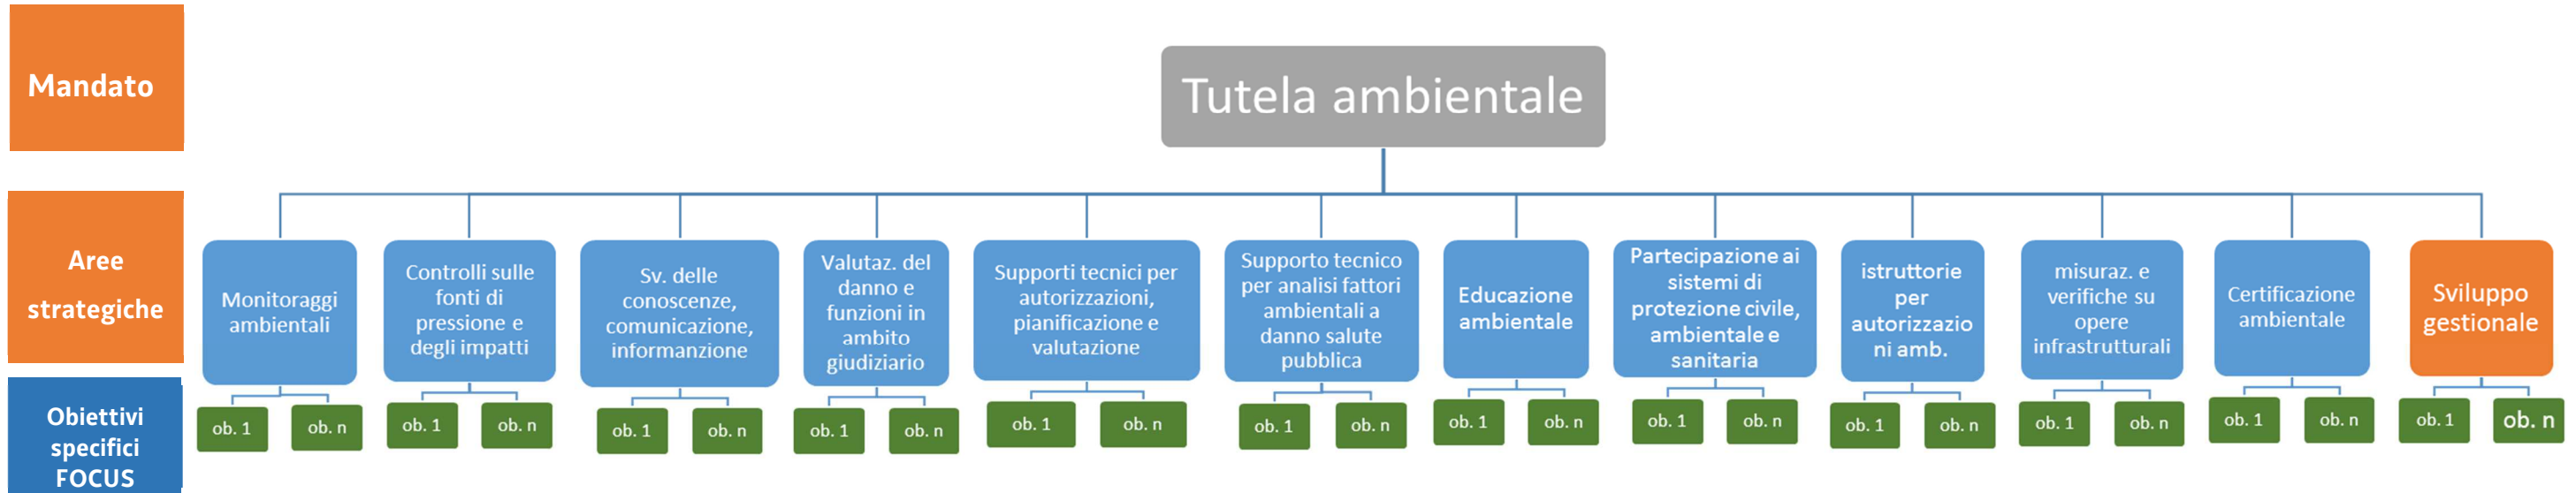 Mandato
Tutela ambientale
Aree
strategiche
Monitoraggi
ambientali
Controlli sulle
fonti di
pressione e
degli impatti
Sv. delle
conoscenze,
comunicazione,
informanzione
Valutaz. del
danno e
funzioni in
ambito
giudiziario
Supporti tecnici per
autorizzazioni,
pianificazione e
valutazione
Supporto tecnico
per analisi fattori
ambientali a
danno salute
pubblica
Educazione
ambientale
Partecipazione ai
sistemi di
protezione civile,
ambientale e
sanitaria
istruttorie
per
autorizzazio
ni amb.
misuraz. e
verifiche su
opere
infrastrutturali
Certificazione
ambientale
Sviluppo
gestionale
Obiettivi
specifici
FOCUS
ob. 1
ob. n
ob. 1
ob. n
ob. 1
ob. n
ob. 1
ob. n
ob. 1
ob. n
ob. 1
ob. n
ob. 1
ob. n
ob. 1
ob. n
ob. 1
ob. n
ob. 1
ob. n
ob. 1
ob. n
ob. 1
ob. n